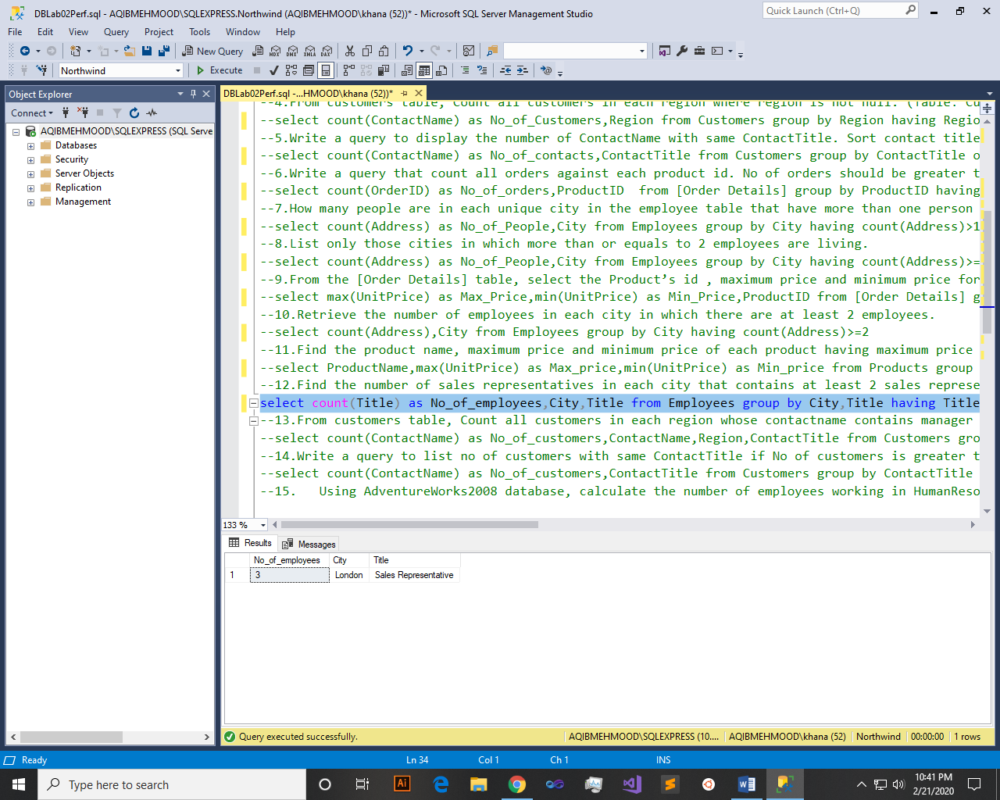 DBLab02Perf.sql - AQIBMEHMOOD\SQLEXPRESS.Northwind (AQIBMEHMOOD\khana (52))* - Microsoft SQL Server Management Studio
Quick Launch (Ctrl+Q)
File Edit View Query Project Tools Window Help
New Query MDX DMX XMLA DAX
Northwind Execute
Object Explorer
DBLab02Perf.sql -...HMOOD\khana (52))*
Connect
AQIBMEHMOOD\SQLEXPRESS (SQL Serve
Databases
Security
Server Objects
Replication
Management
--4.From customers table, Count all customers in each region where region is not null. (Table: Cu
--select count(ContactName) as No_of_Customers,Region from Customers group by Region having Regio
--5.Write a query to display the number of ContactName with same ContactTitle. Sort contact title
--select count(ContactName) as No_of_contacts,ContactTitle from Customers group by ContactTitle o
--6.Write a query that count all orders against each product id. No of orders should be greater t
--select count(OrderID) as No_of_orders,ProductID  from [Order Details] group by ProductID having
--7.How many people are in each unique city in the employee table that have more than one person
--select count(Address) as No_of_People,City from Employees group by City having count(Address)>1
--8.List only those cities in which more than or equals to 2 employees are living.
--select count(Address) as No_of_People,City from Employees group by City having count(Address)>=
--9.From the [Order Details] table, select the Product’s id , maximum price and minimum price for
--select max(UnitPrice) as Max_Price,min(UnitPrice) as Min_Price,ProductID from [Order Details] g
--10.Retrieve the number of employees in each city in which there are at least 2 employees.
--select count(Address),City from Employees group by City having count(Address)>=2
--11.Find the product name, maximum price and minimum price of each product having maximum price
--select ProductName,max(UnitPrice) as Max_price,min(UnitPrice) as Min_price from Products group
--12.Find the number of sales representatives in each city that contains at least 2 sales represe
select count(Title) as No_of_employees,City,Title from Employees group by City,Title having Title
--13.From customers table, Count all customers in each region whose contactname contains manager
--select count(ContactName) as No_of_customers,ContactName,Region,ContactTitle from Customers gro
--14.Write a query to list no of customers with same ContactTitle if No of customers is greater t
--select count(ContactName) as No_of_customers,ContactTitle from Customers group by ContactTitle
--15.   Using AdventureWorks2008 database, calculate the number of employees working in HumanReso
133 %
Results Messages
No_of_employees City Title
1 3 London Sales Representative
Query executed successfully. AQIBMEHMOOD\SQLEXPRESS (10.... AQIBMEHMOOD\khana (52) Northwind 00:00:00 1 rows
Ready Ln 34 Col 1 Ch 1 INS
Type here to search
Ai
10:41 PM
2/21/2020